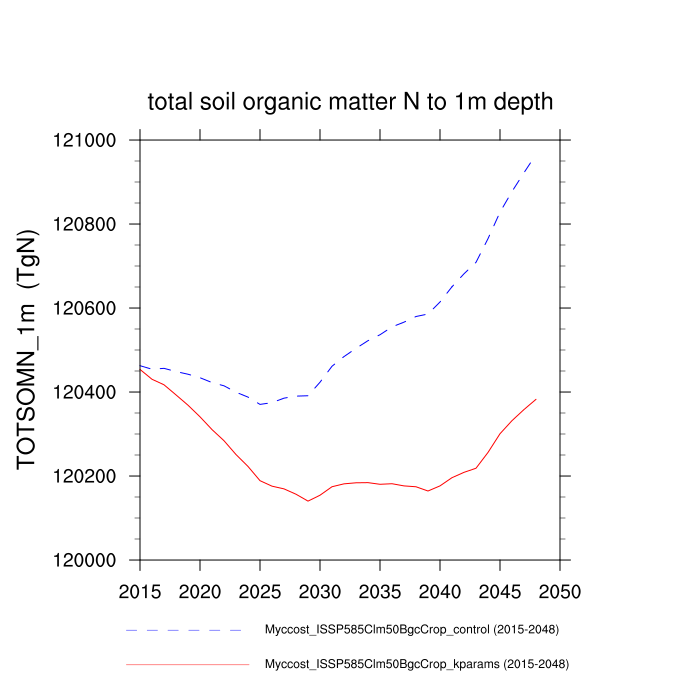 total soil organic matter N to 1m depth
TOTSOMN_1m (TgN)
121000
120800
120600
120400
120200
120000
2015 2020 2025 2030 2035 2040 2045 2050
Myccost_ISSP585Clm50BgcCrop_control (2015-2048)
Myccost_ISSP585Clm50BgcCrop_kparams (2015-2048)